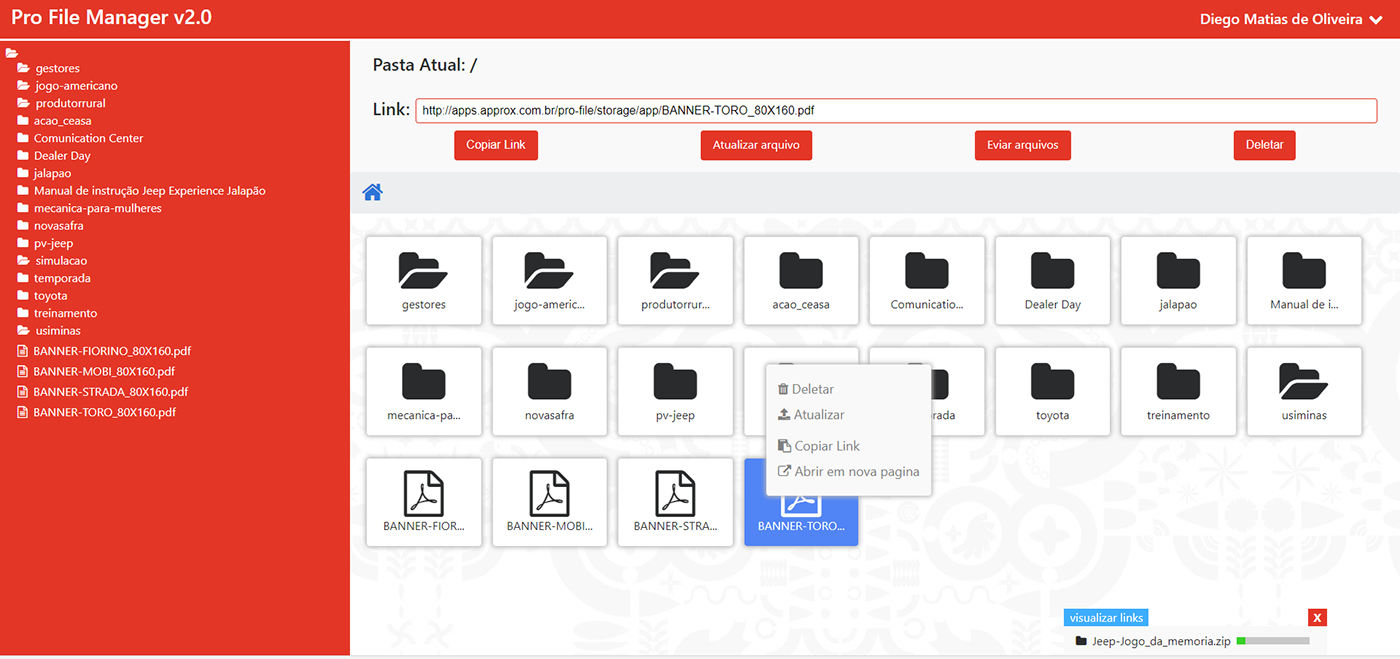 Pro File Manager v2.0
Diego Matias de Oliveira
gestores
jogo-americano
produtorrural
acao_ceasa
Comunication Center
Dealer Day
jalapao
Manual de instrução Jeep Experience Jalapão
mecanica-para-mulheres
novasafra
pv-jeep
simulacao
temporada
toyota
treinamento
usiminas
BANNER-FIORINO_80X160.pdf
BANNER-MOBI_80X160.pdf
BANNER-STRADA_80X160.pdf
BANNER-TORO_80X160.pdf
Pasta Atual: /
Link: http://apps.approx.com.br/pro-file/storage/app/BANNER-TORO_80X160.pdf
Copiar Link Atualizar arquivo Eviar arquivos Deletar
gestores jogo-americ... produtorrur... acao_ceasa Comunicatio... Dealer Day jalapao Manual de i...
mecanica-pa... novasafra pv-jeep rada toyota treinamento usiminas
Deletar
Atualizar
Copiar Link
Abrir em nova pagina
BANNER-FIOR... BANNER-MOBI... BANNER-STRA... BANNER-TORO...
visualizar links X
Jeep-Jogo_da_memoria.zip